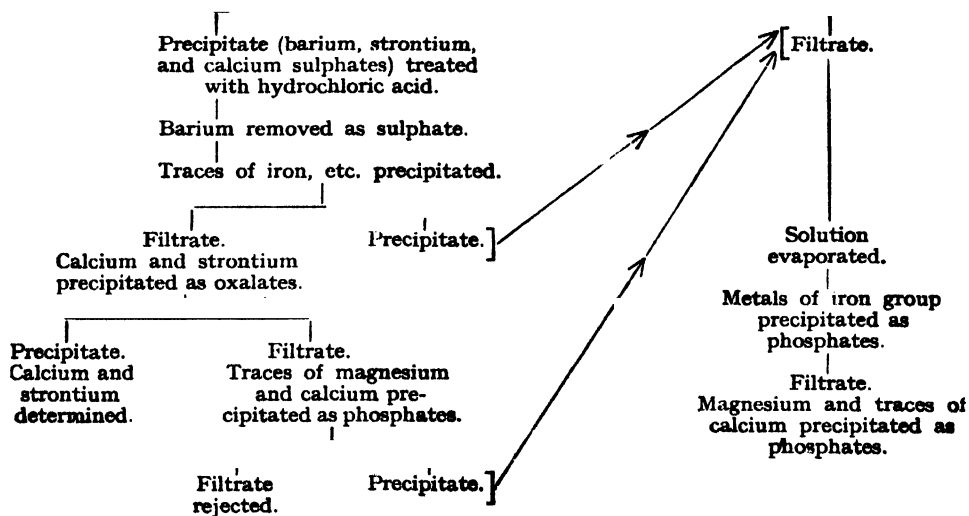 Precipitate (barium, strontium,
and calcium sulphates) treated
with hydrochloric acid.
Barium removed as sulphate.
Traces of iron, etc. precipitated.
Filtrate.
Calcium and strontium
precipitated as oxalates.
Precipitate.]
Precipitate.
Calcium and
strontium
determined.
Filtrate.
Traces of magnesium
and calcium pre-
cipitated as phosphates.
Filtrate
rejected.
Precipitate.]
[Filtrate.
Solution
evaporated.
Metals of iron group
precipitated as
phosphates.
Filtrate.
Magnesium and traces of
calcium precipitated as
phosphates.